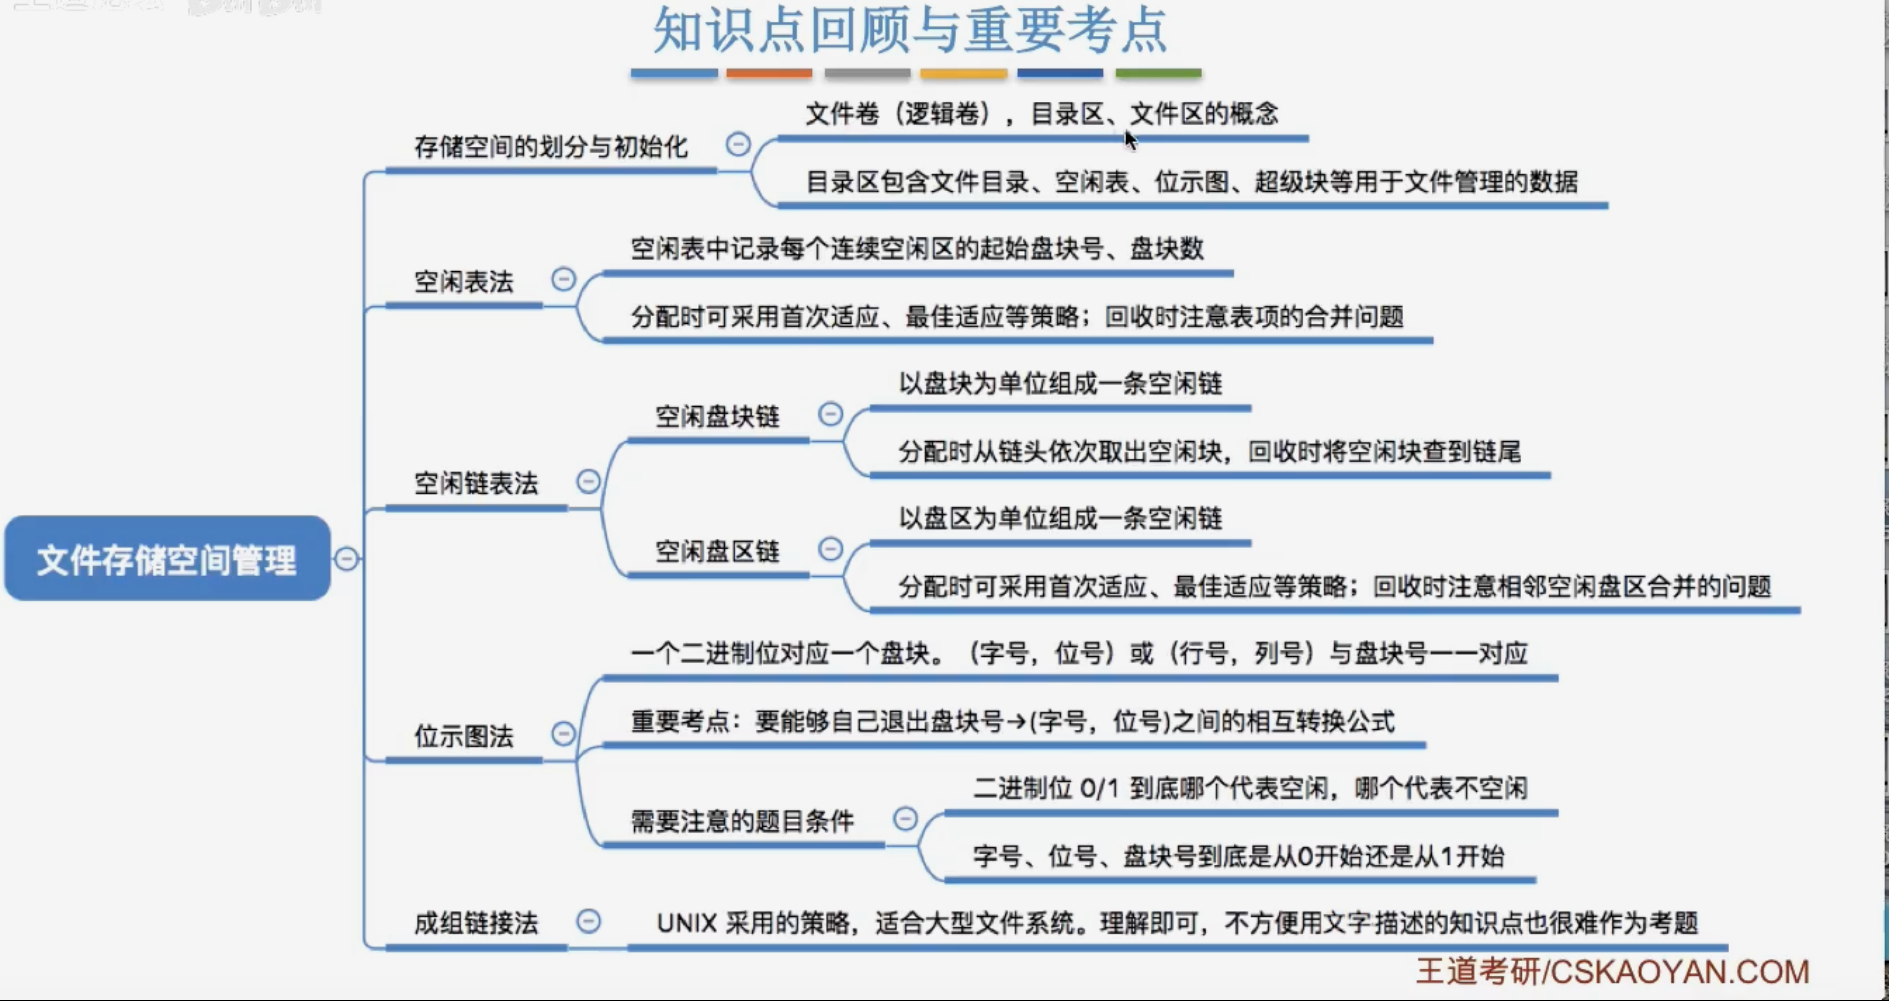 知识点回顾与重要考点
文件卷（逻辑卷），目录区、文件区的概念
存储空间的划分与初始化
目录区包含文件目录、空闲表、位示图、超级块等用于文件管理的数据
空闲表中记录每个连续空闲区的起始盘块号、盘块数
空闲表法
分配时可采用首次适应、最佳适应等策略；回收时注意表项的合并问题
以盘块为单位组成一条空闲链
空闲盘块链
分配时从链头依次取出空闲块，回收时将空闲块查到链尾
空闲链表法
以盘区为单位组成一条空闲链
空闲盘区链
分配时可采用首次适应、最佳适应等策略；回收时注意相邻空闲盘区合并的问题
文件存储空间管理
一个二进制位对应一个盘块。（字号，位号）或（行号，列号）与盘块号一一对应
重要考点：要能够自己退出盘块号→(字号，位号)之间的相互转换公式
位示图法
二进制位 0/1 到底哪个代表空闲，哪个代表不空闲
需要注意的题目条件
字号、位号、盘块号到底是从0开始还是从1开始
成组链接法
UNIX 采用的策略，适合大型文件系统。理解即可，不方便用文字描述的知识点也很难作为考题
王道考研/CSKAOYAN.COM